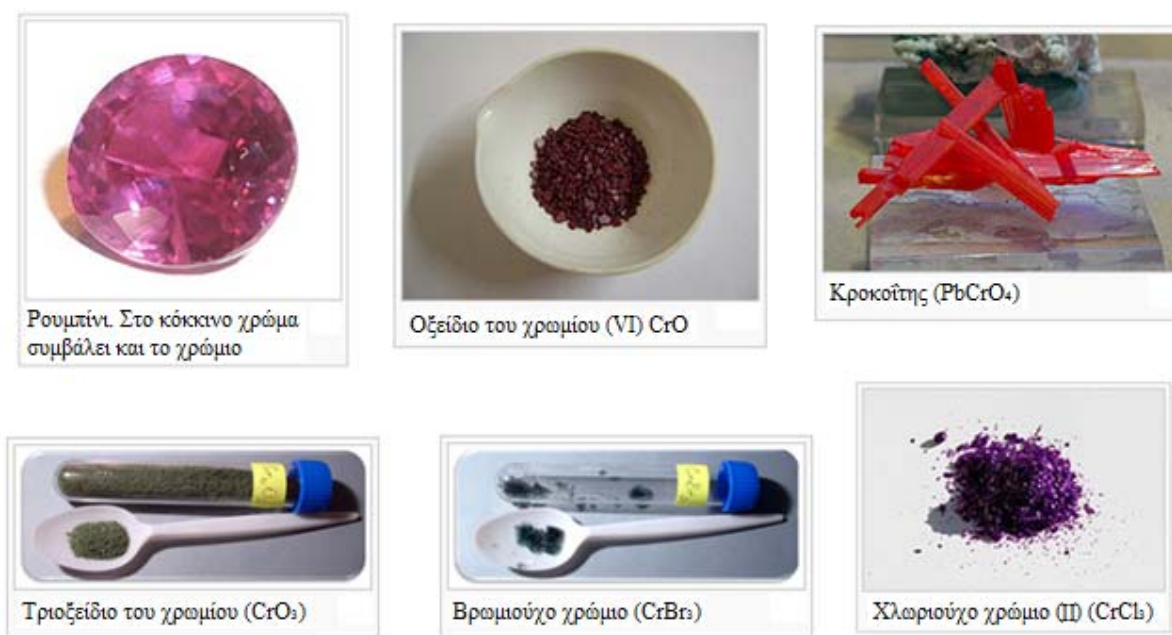 Ρουμπίνι. Στο κόκκινο χρώμα
συμβάλει και το χρώμιο
Οξείδιο του χρωμίου (VI) CrO
Κροκοΐτης (PbCrO₄)
Τριοξείδιο του χρωμίου (CrO₃)
Βρωμιούχο χρώμιο (CrBr₃)
Χλωριούχο χρώμιο (II) (CrCl₃)